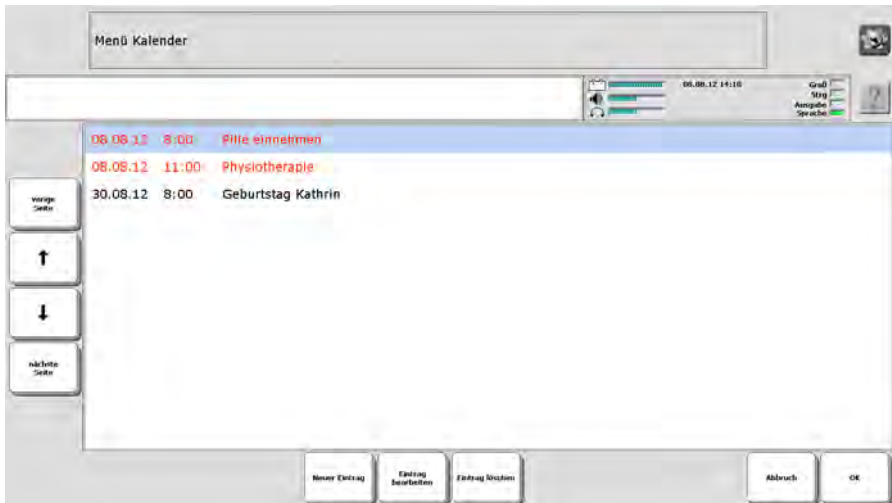 Menü Kalender
08.08.12 14:10
Groß
Strg
Ausgabe
Sprache
?
08.08.12 8:00 Pille einnehmen
08.08.12 11:00 Physiotherapie
30.08.12 8:00 Geburtstag Kathrin
vorige
Seite
↑
↓
nächste
Seite
Neuer Eintrag
Eintrag
bearbeiten
Eintrag löschen
Abbruch
OK